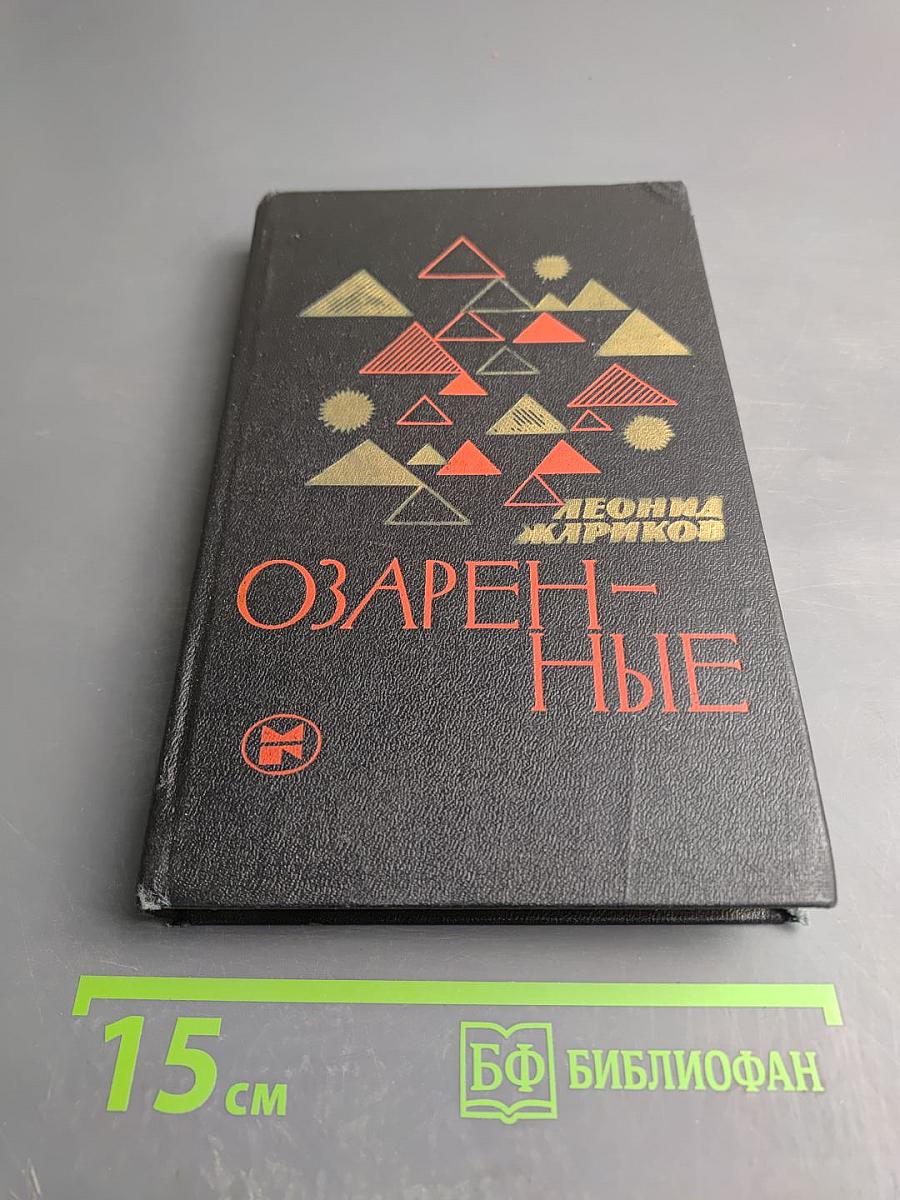 ЛЕОНИД
ЖАРИКОВ
ОЗАРЕН-
НЫЕ
15 см
БФ БИБЛИОФАН